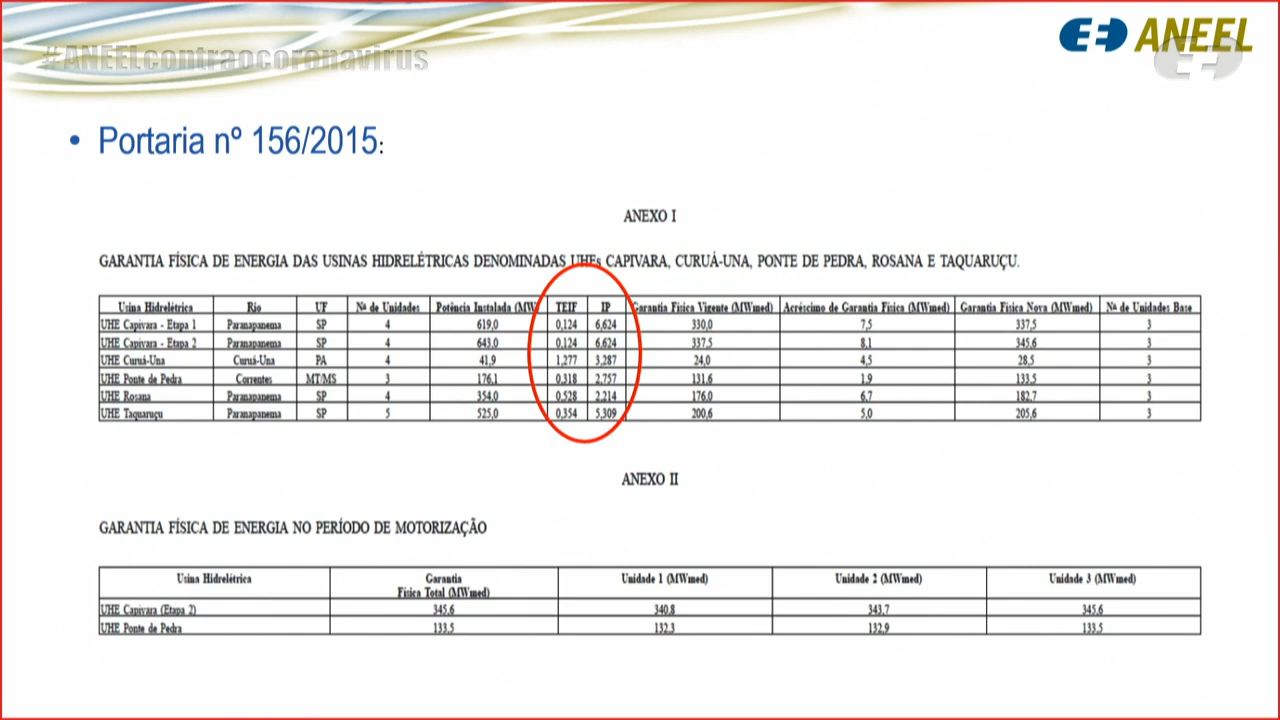 #ANEELcontraocoronavirus
ANEEL
• Portaria nº 156/2015:
ANEXO I
GARANTIA FÍSICA DE ENERGIA DAS USINAS HIDRELÉTRICAS DENOMINADAS UHEs CAPIVARA, CURUÁ-UNA, PONTE DE PEDRA, ROSANA E TAQUARUÇU.
Usina Hidrelétrica Rio UF Nº de Unidades Potência Instalada (MW) TEIF IP Garantia Física Vigente (MWmed) Acréscimo de Garantia Física (MWmed) Garantia Física Nova (MWmed) Nº de Unidades Base
UHE Capivara - Etapa 1 Paranapanema SP 4 619,0 0,124 6,624 330,0 7,5 337,5 3
UHE Capivara - Etapa 2 Paranapanema SP 4 643,0 0,124 6,624 337,5 8,1 345,6 3
UHE Curuá-Una Curuá-Una PA 4 41,9 1,277 3,287 24,0 4,5 28,5 3
UHE Ponte de Pedra Correntes MT/MS 3 176,1 0,318 2,757 131,6 1,9 133,5 3
UHE Rosana Paranapanema SP 4 354,0 0,528 2,214 176,0 6,7 182,7 3
UHE Taquaruçu Paranapanema SP 5 525,0 0,354 5,309 200,6 5,0 205,6 3
ANEXO II
GARANTIA FÍSICA DE ENERGIA NO PERÍODO DE MOTORIZAÇÃO
Usina Hidrelétrica Garantia Física Total (MWmed) Unidade 1 (MWmed) Unidade 2 (MWmed) Unidade 3 (MWmed)
UHE Capivara (Etapa 2) 345,6 340,8 343,7 345,6
UHE Ponte de Pedra 133,5 132,3 132,9 133,5